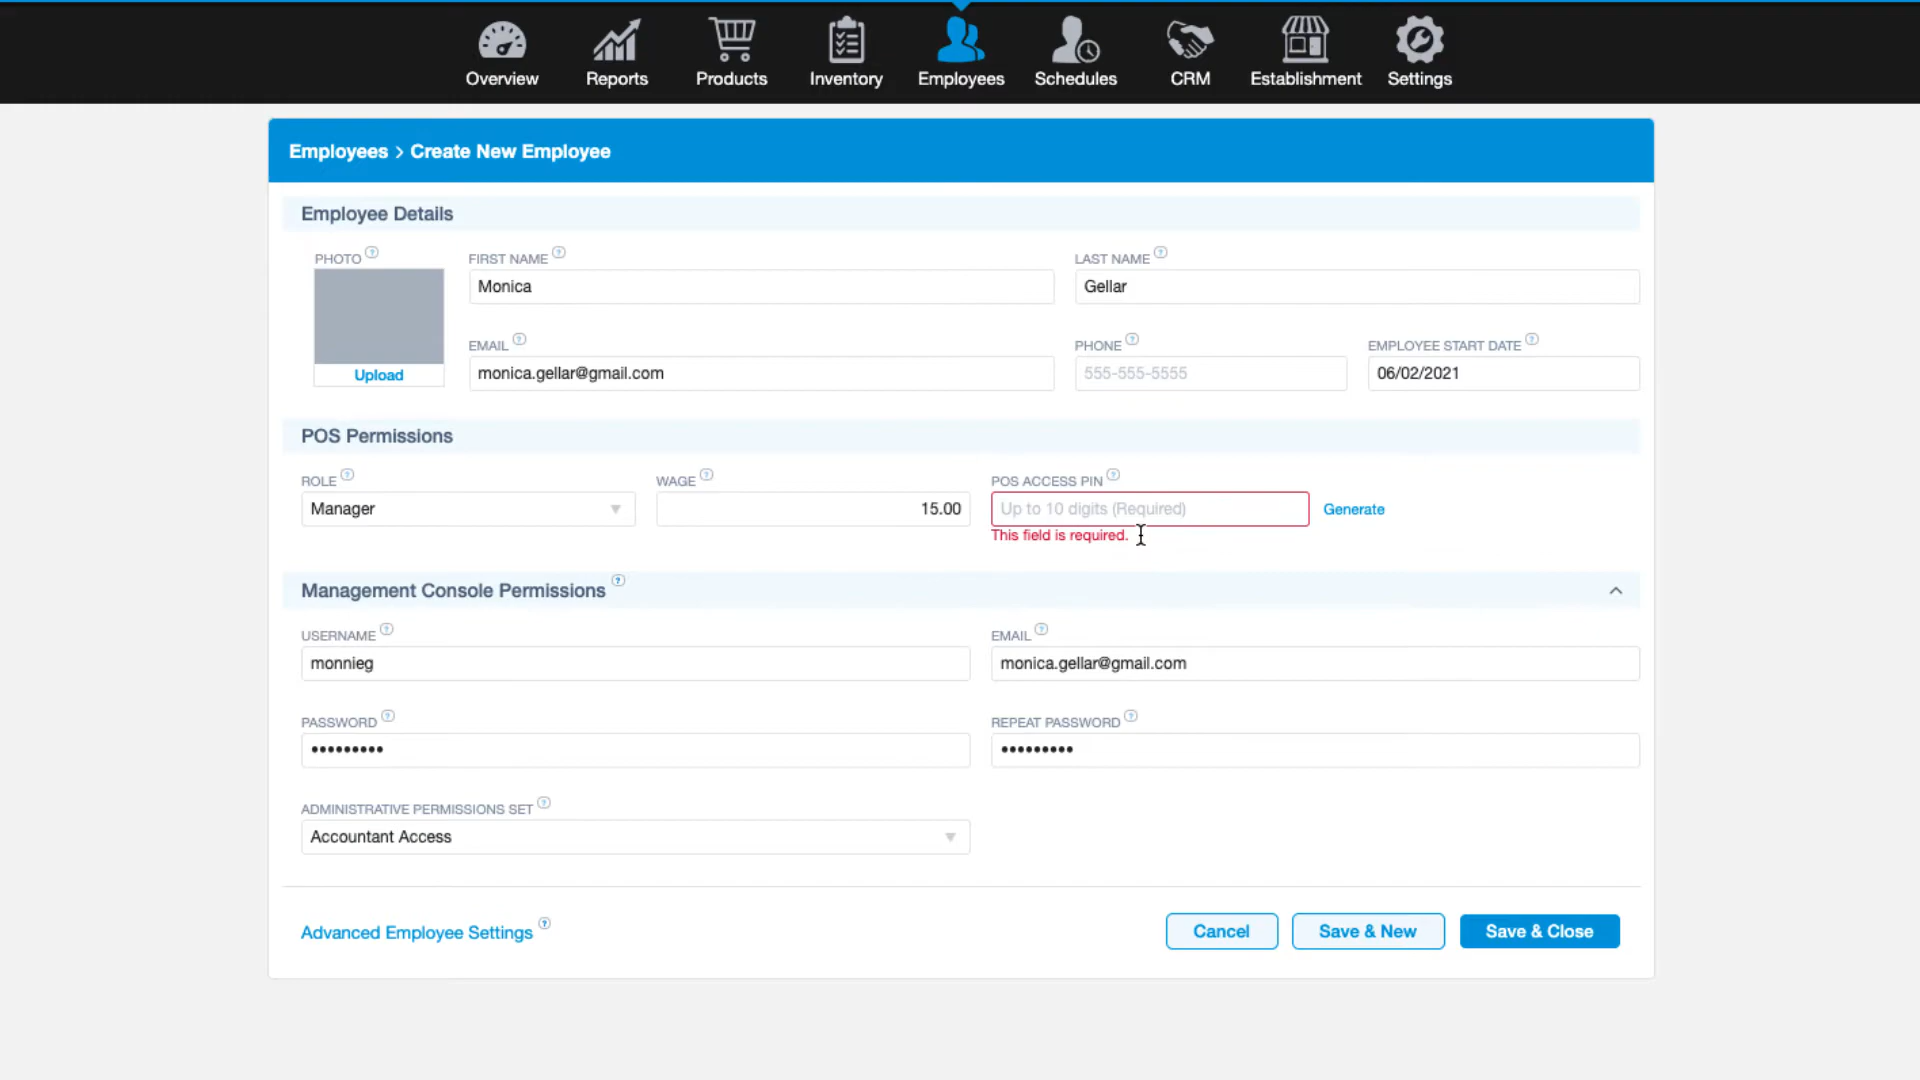 Overview Reports Products Inventory Employees Schedules CRM Establishment Settings
Employees > Create New Employee
Employee Details
PHOTO ? FIRST NAME ? LAST NAME ?
Monica Gellar
EMAIL ? PHONE ? EMPLOYEE START DATE ?
Upload monica.gellar@gmail.com 555-555-5555 06/02/2021
POS Permissions
ROLE ? WAGE ? POS ACCESS PIN ?
Manager 15.00 Up to 10 digits (Required) Generate
This field is required.
Management Console Permissions ?
USERNAME ? EMAIL ?
monnieg monica.gellar@gmail.com
PASSWORD ? REPEAT PASSWORD ?
••••••••• •••••••••
ADMINISTRATIVE PERMISSIONS SET ?
Accountant Access
Advanced Employee Settings ? Cancel Save & New Save & Close